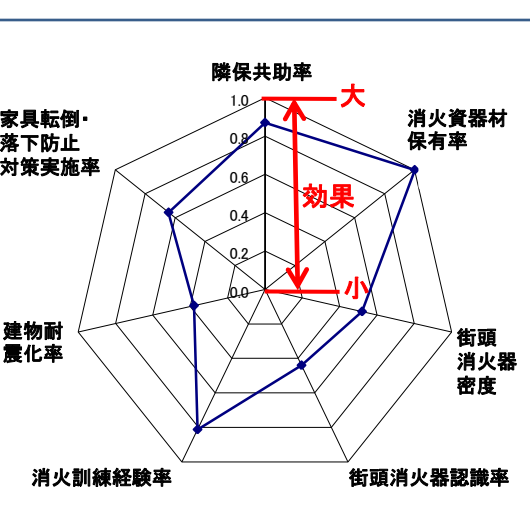 隣保共助率
1.0
大
家具転倒・
落下防止
対策実施率
消火資器材
保有率
0.8
0.6
効果
0.4
0.2
0.0
小
建物耐
震化率
街頭
消火器
密度
消火訓練経験率
街頭消火器認識率